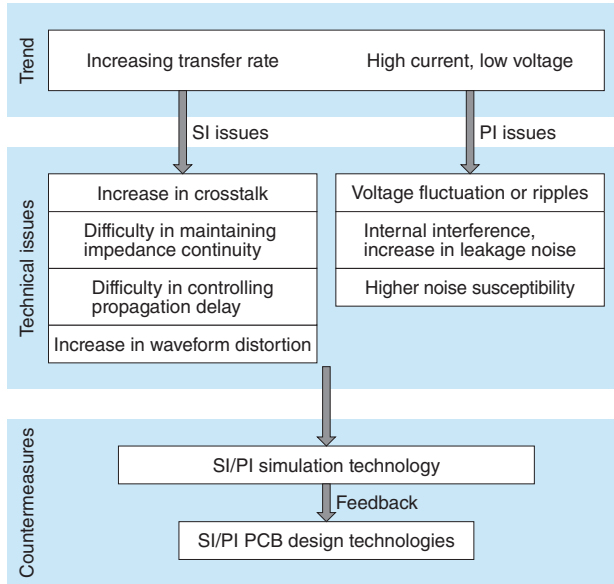 Trend
Increasing transfer rate
High current, low voltage
SI issues
PI issues
Technical issues
Increase in crosstalk
Difficulty in maintaining
impedance continuity
Difficulty in controlling
propagation delay
Increase in waveform distortion
Voltage fluctuation or ripples
Internal interference,
increase in leakage noise
Higher noise susceptibility
Countermeasures
SI/PI simulation technology
Feedback
SI/PI PCB design technologies